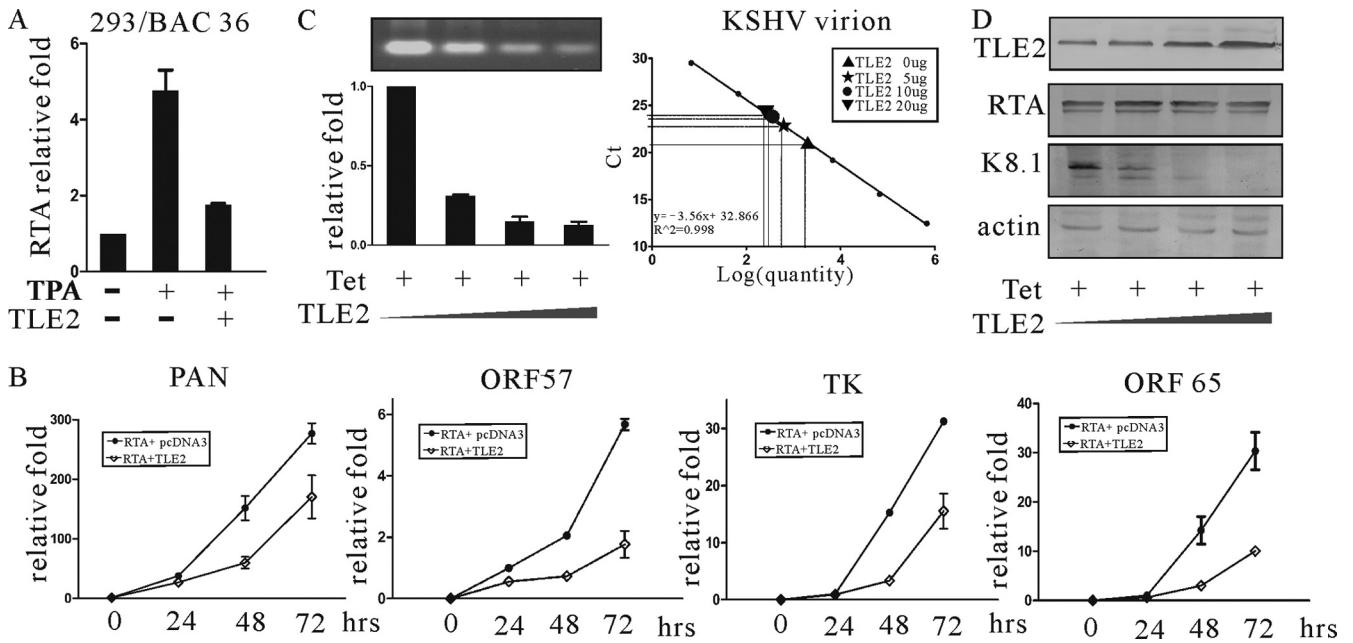 A
293/BAC 36
RTA relative fold
6
4
2
0
TPA - + +
TLE2 - - +
C
relative fold
1.0
0.5
0.0
Tet + + + +
TLE2
KSHV virion
Ct
30
25
20
15
10
TLE2 0ug
TLE2 5ug
TLE2 10ug
TLE2 20ug
y=-3.56x+ 32.866
R^2=0.998
0 2 4 6
Log(quantity)
D
TLE2
RTA
K8.1
actin
Tet + + + +
TLE2
B
PAN
relative fold
300
200
100
0
RTA+ pcDNA3
RTA+TLE2
0 24 48 72 hrs
ORF57
relative fold
6
4
2
0
RTA+ pcDNA3
RTA+TLE2
0 24 48 72 hrs
TK
relative fold
30
20
10
0
RTA+ pcDNA3
RTA+TLE2
0 24 48 72 hrs
ORF 65
relative fold
40
30
20
10
0
RTA+ pcDNA3
RTA+TLE2
0 24 48 72 hrs